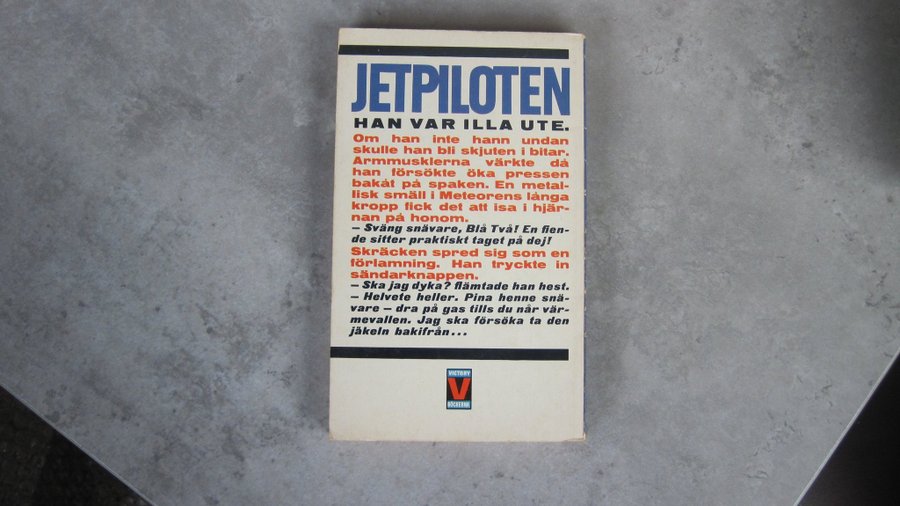 JETPILOTEN
HAN VAR ILLA UTE.
Om han inte hann undan
skulle han bli skjuten i bitar.
Armmusklerna värkte då
han försökte öka pressen
bakåt på spaken. En metal-
lisk smäll i Meteorens långa
kropp fick det att isa i hjär-
nan på honom.
– Sväng snävare, Blå Två! En fien-
de sitter praktiskt taget på dej!
Skräcken spred sig som en
förlamning. Han tryckte in
sändarknappen.
– Ska jag dyka? flämtade han hest.
– Helvete heller. Pina henne snä-
vare – dra på gas tills du når vär-
mevallen. Jag ska försöka ta den
jäkeln bakifrån...
VICTORY
V
BÖCKERNA